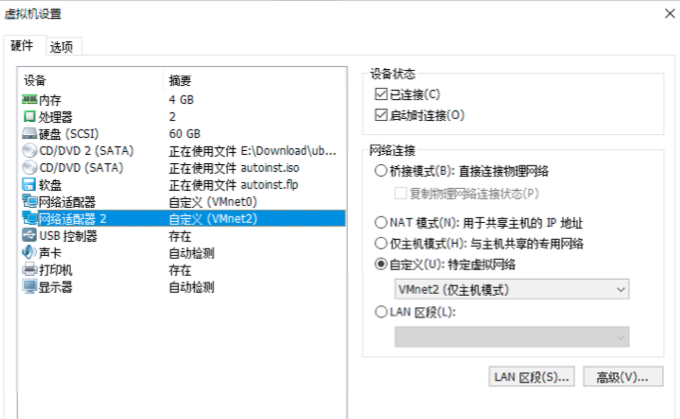 虚拟机设置
硬件 选项
设备 摘要
内存 4 GB
处理器 2
硬盘 (SCSI) 60 GB
CD/DVD 2 (SATA) 正在使用文件 E:\Download\ub...
CD/DVD (SATA) 正在使用文件 autoinst.iso
软盘 正在使用文件 autoinst.flp
网络适配器 自定义 (VMnet0)
网络适配器 2 自定义 (VMnet2)
USB 控制器 存在
声卡 自动检测
打印机 存在
显示器 自动检测
设备状态
已连接(C)
启动时连接(O)
网络连接
桥接模式(B): 直接连接物理网络
复制物理网络连接状态(P)
NAT 模式(N): 用于共享主机的 IP 地址
仅主机模式(H): 与主机共享的专用网络
自定义(U): 特定虚拟网络
VMnet2 (仅主机模式)
LAN 区段(L):
LAN 区段(S)... 高级(V)...